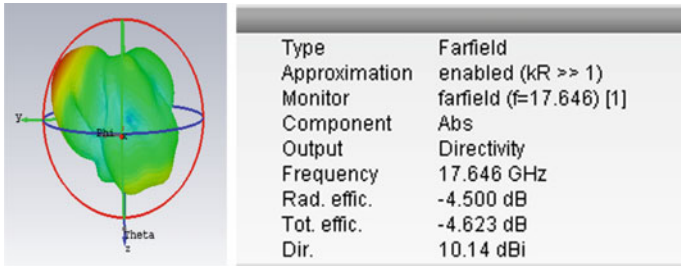 y
Phi
x
Theta
z
Type Farfield
Approximation enabled (kR >> 1)
Monitor farfield (f=17.646) [1]
Component Abs
Output Directivity
Frequency 17.646 GHz
Rad. effic. -4.500 dB
Tot. effic. -4.623 dB
Dir. 10.14 dBi